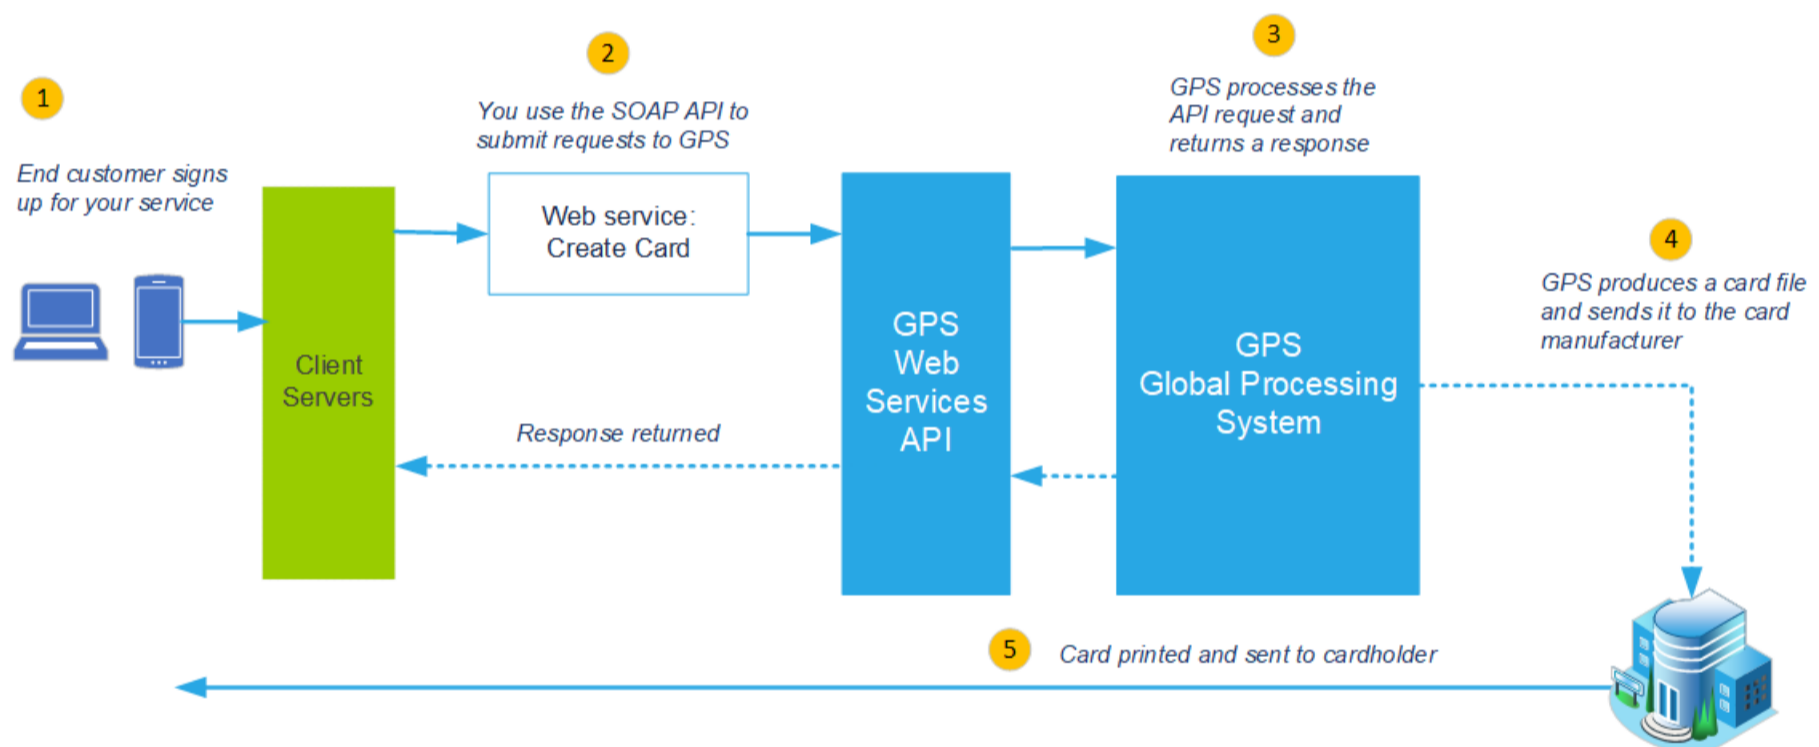 1
End customer signs
up for your service
2
You use the SOAP API to
submit requests to GPS
Web service:
Create Card
3
GPS processes the
API request and
returns a response
4
GPS produces a card file
and sends it to the card
manufacturer
Client
Servers
GPS
Web
Services
API
GPS
Global Processing
System
Response returned
5
Card printed and sent to cardholder